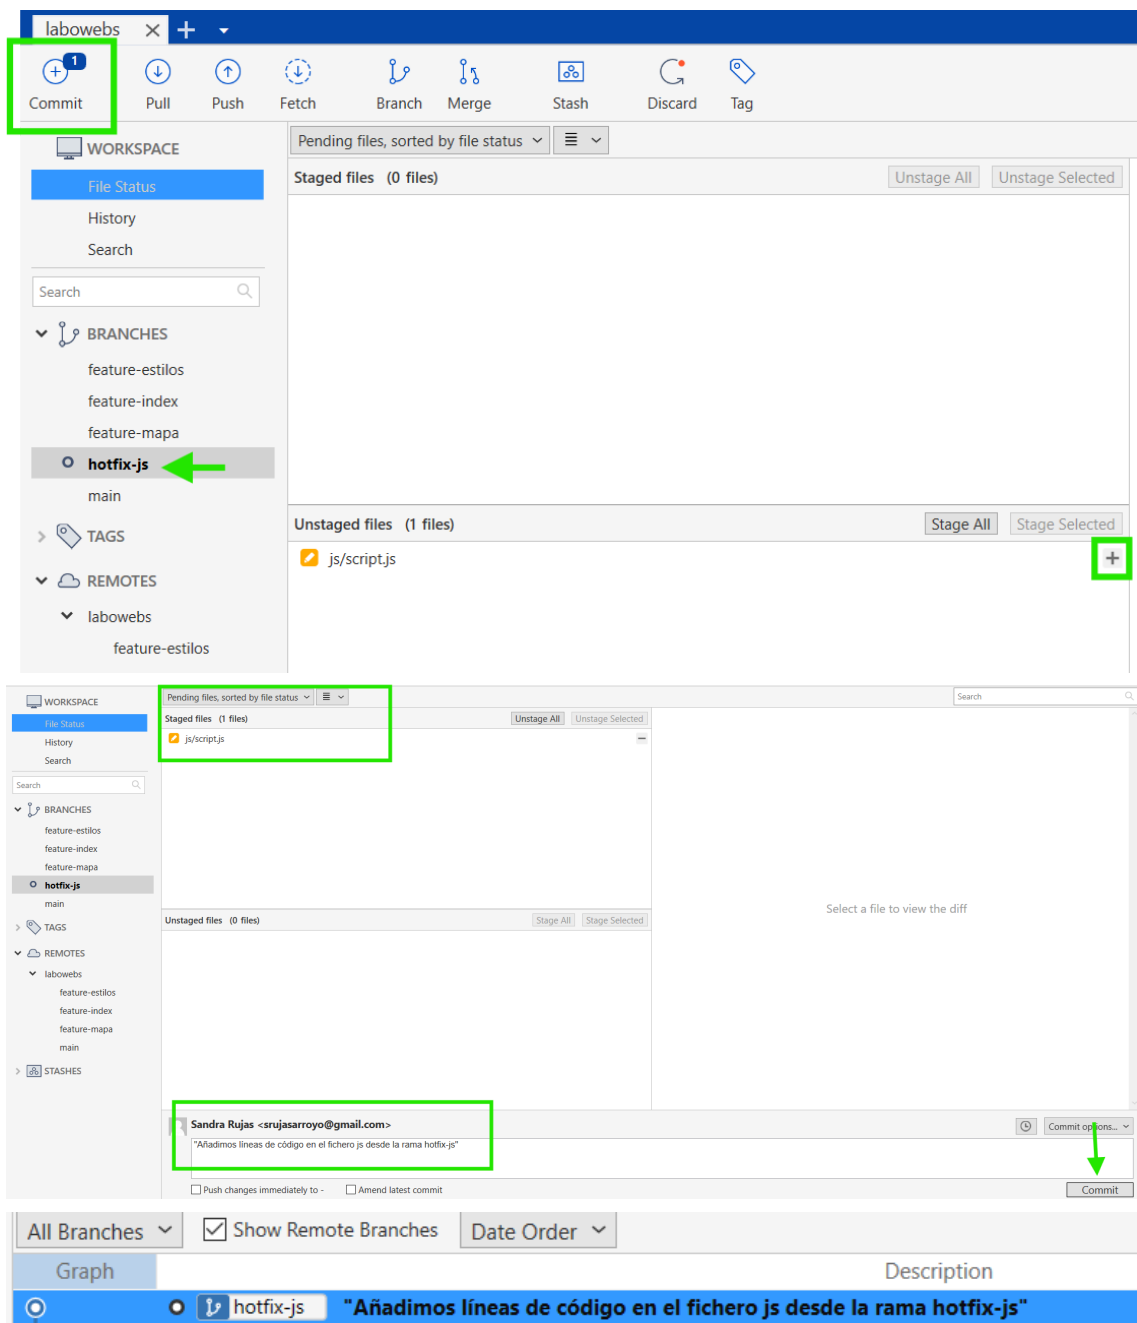 labowebs
1
Commit Pull Push Fetch Branch Merge Stash Discard Tag
WORKSPACE
File Status
History
Search
Search
BRANCHES
feature-estilos
feature-index
feature-mapa
hotfix-js
main
TAGS
REMOTES
labowebs
feature-estilos
Pending files, sorted by file status
Staged files (0 files) Unstage All Unstage Selected
Unstaged files (1 files) Stage All Stage Selected
js/script.js
WORKSPACE
File Status
History
Search
Search
BRANCHES
feature-estilos
feature-index
feature-mapa
hotfix-js
main
TAGS
REMOTES
labowebs
feature-estilos
feature-index
feature-mapa
main
STASHES
Pending files, sorted by file status
Search
Staged files (1 files) Unstage All Unstage Selected
js/script.js
Unstaged files (0 files) Stage All Stage Selected
Select a file to view the diff
Sandra Rujas <srujasarroyo@gmail.com>
Commit options...
"Añadimos líneas de código en el fichero js desde la rama hotfix-js"
Push changes immediately to - Amend latest commit
Commit
All Branches Show Remote Branches Date Order
Graph Description
hotfix-js "Añadimos líneas de código en el fichero js desde la rama hotfix-js"